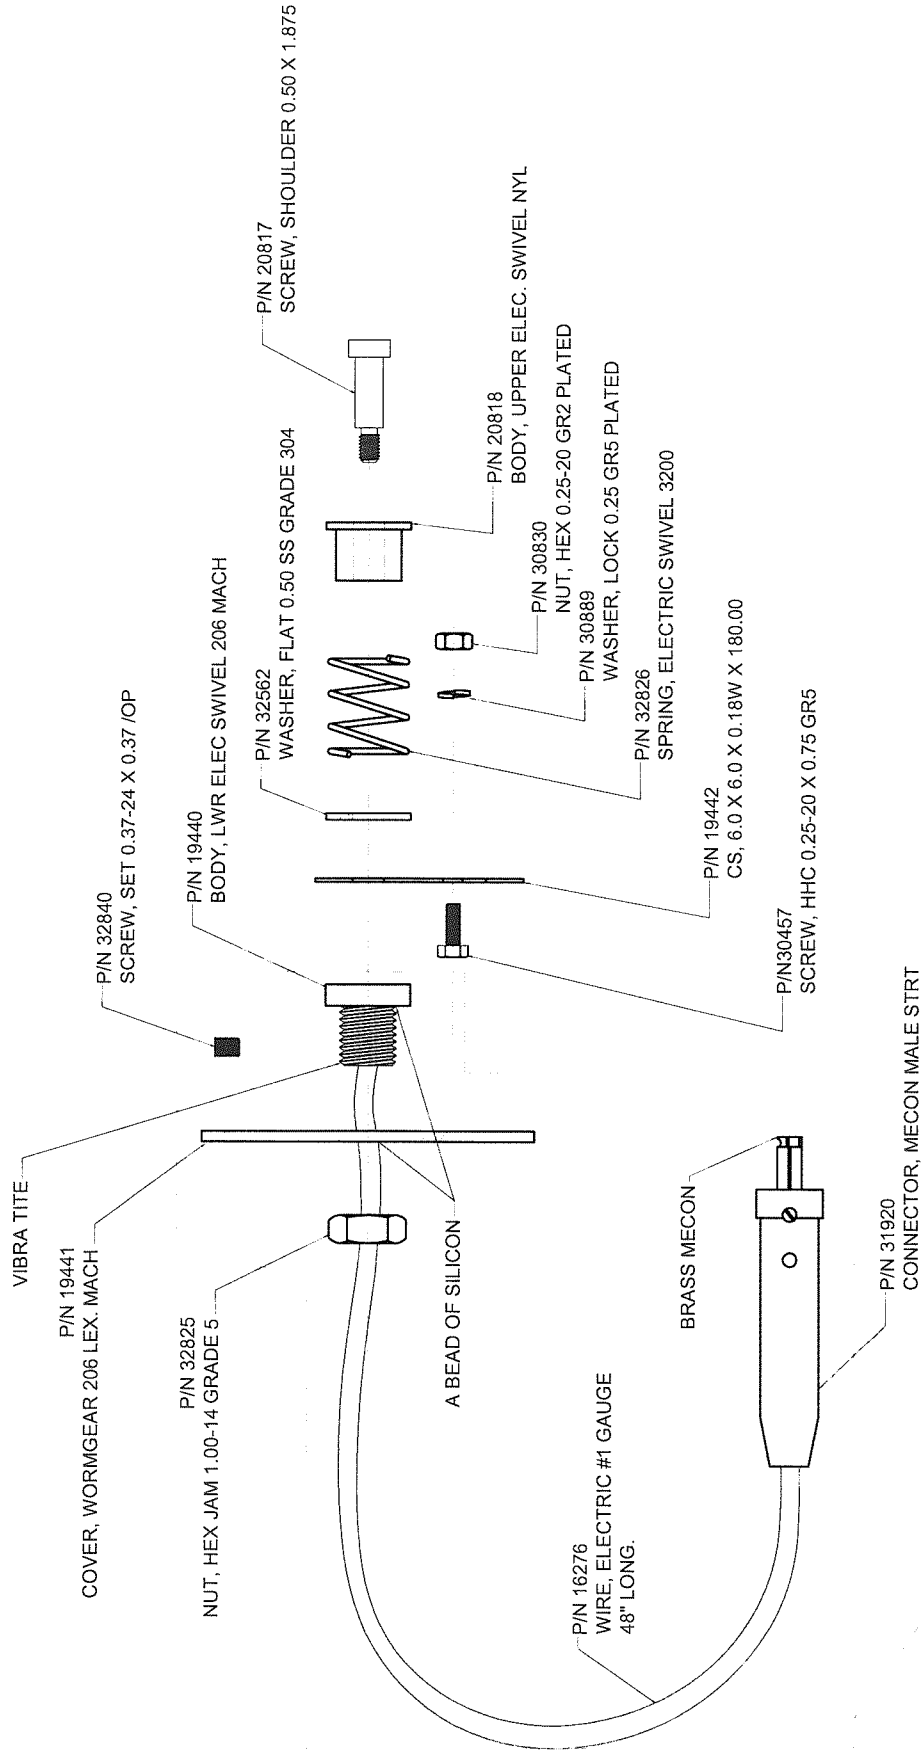 VIBRA TITE
P/N 19441
COVER, WORMGEAR 206 LEX. MACH
P/N 32825
NUT, HEX JAM 1.00-14 GRADE 5
P/N 32840
SCREW, SET 0.37-24 X 0.37 /OP
P/N 19440
BODY, LWR ELEC SWIVEL 206 MACH
P/N 32562
WASHER, FLAT 0.50 SS GRADE 304
P/N 20817
SCREW, SHOULDER 0.50 X 1.875
P/N 20818
BODY, UPPER ELEC. SWIVEL NYL
P/N 30830
NUT, HEX 0.25-20 GR2 PLATED
P/N 30889
WASHER, LOCK 0.25 GR5 PLATED
P/N 32826
SPRING, ELECTRIC SWIVEL 3200
P/N 19442
CS, 6.0 X 6.0 X 0.18W X 180.00
P/N30457
SCREW, HHC 0.25-20 X 0.75 GR5
A BEAD OF SILICON
BRASS MECON
P/N 16276
WIRE, ELECTRIC #1 GAUGE
48" LONG.
P/N 31920
CONNECTOR, MECON MALE STRT